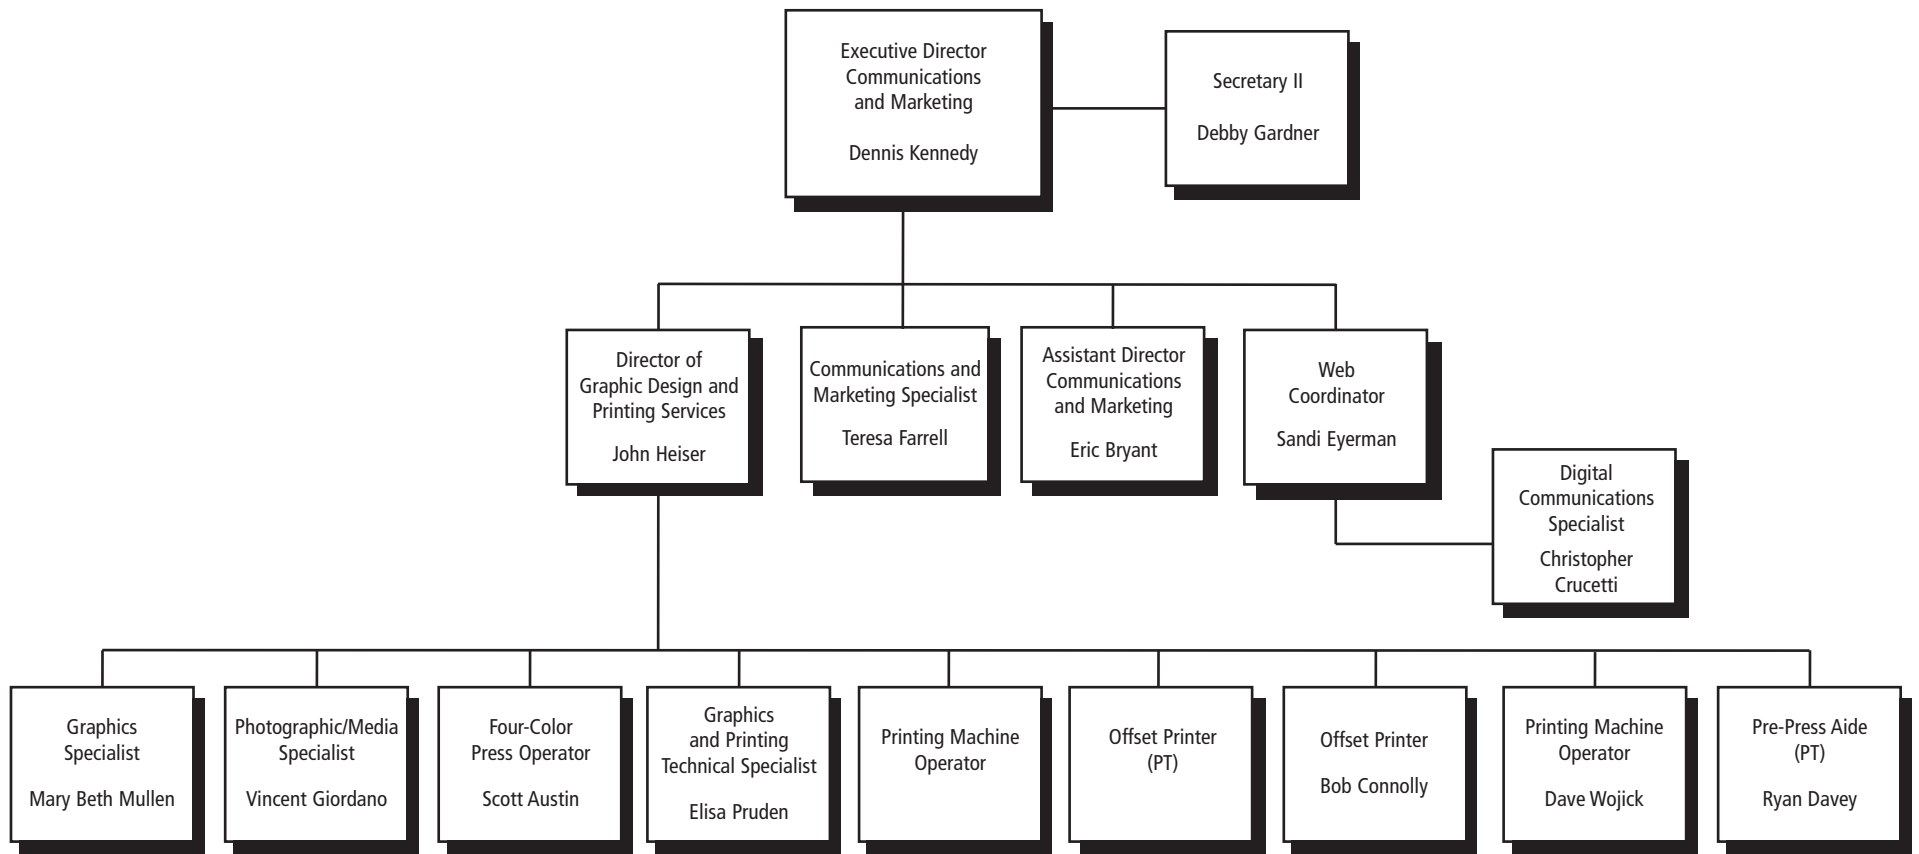 Executive Director
Communications
and Marketing
Dennis Kennedy
Secretary II
Debby Gardner
Director of
Graphic Design and
Printing Services
John Heiser
Communications and
Marketing Specialist
Teresa Farrell
Assistant Director
Communications
and Marketing
Eric Bryant
Web
Coordinator
Sandi Eyerman
Digital
Communications
Specialist
Christopher
Crucetti
Graphics
Specialist
Mary Beth Mullen
Photographic/Media
Specialist
Vincent Giordano
Four-Color
Press Operator
Scott Austin
Graphics
and Printing
Technical Specialist
Elisa Pruden
Printing Machine
Operator
Offset Printer
(PT)
Offset Printer
Bob Connolly
Printing Machine
Operator
Dave Wojick
Pre-Press Aide
(PT)
Ryan Davey